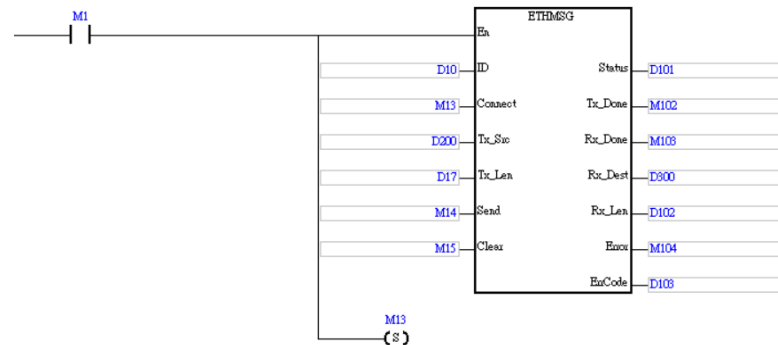 M1
ETHMSG
En
D10 ID Status D101
M13 Connect Tx_Done M102
D200 Tx_Src Rx_Done M103
D17 Tx_Len Rx_Dest D300
M14 Send Rx_Len D102
M15 Clear Error M104
ErrCode D103
M13
S